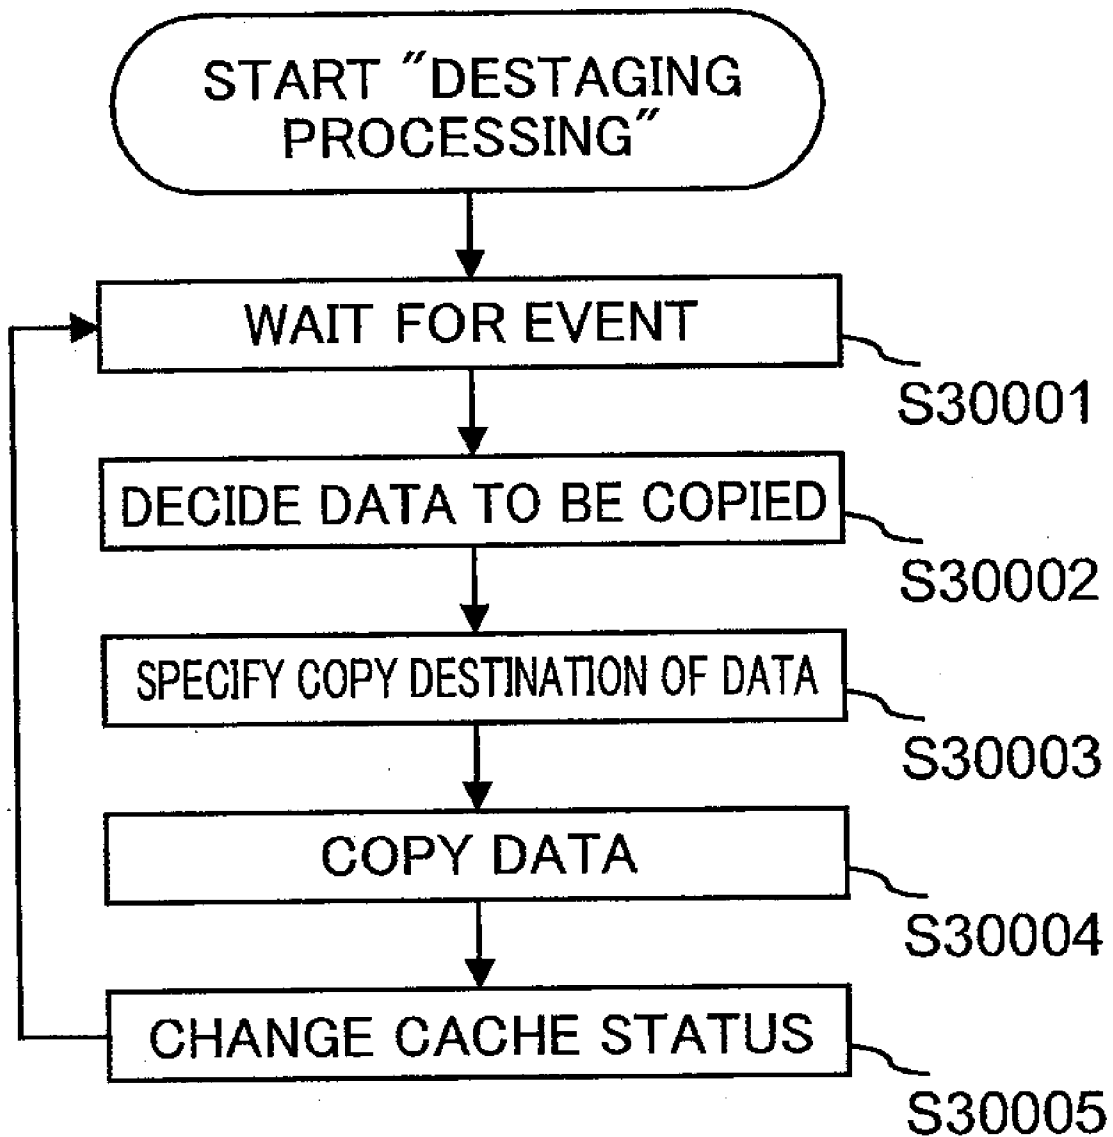 START "DESTAGING
PROCESSING"
WAIT FOR EVENT
S30001
DECIDE DATA TO BE COPIED
S30002
SPECIFY COPY DESTINATION OF DATA
S30003
COPY DATA
S30004
CHANGE CACHE STATUS
S30005